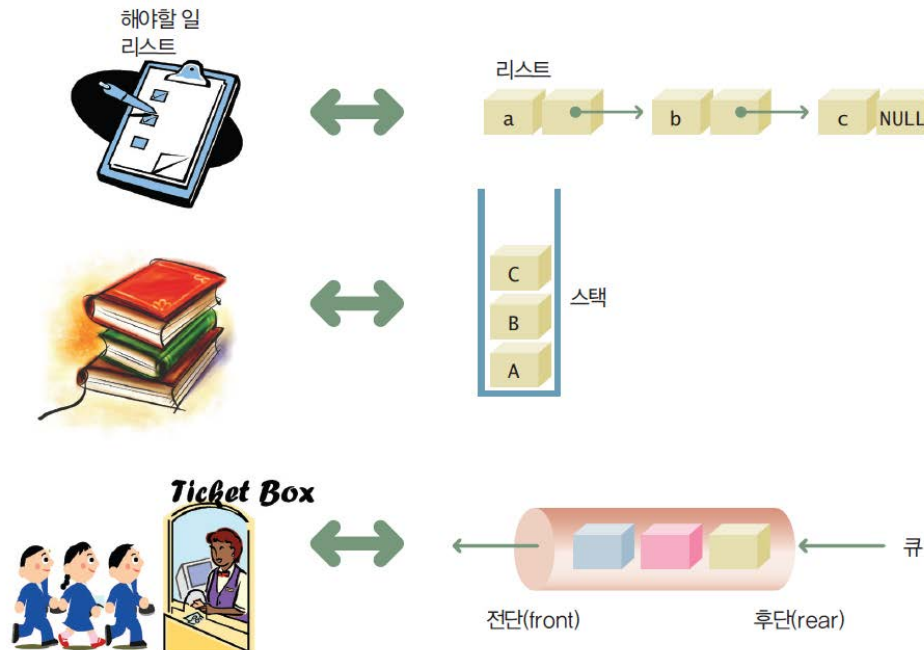 해야할 일
리스트
리스트
a
b
c
NULL
C
B
A
스택
Ticket Box
큐
전단(front)
후단(rear)